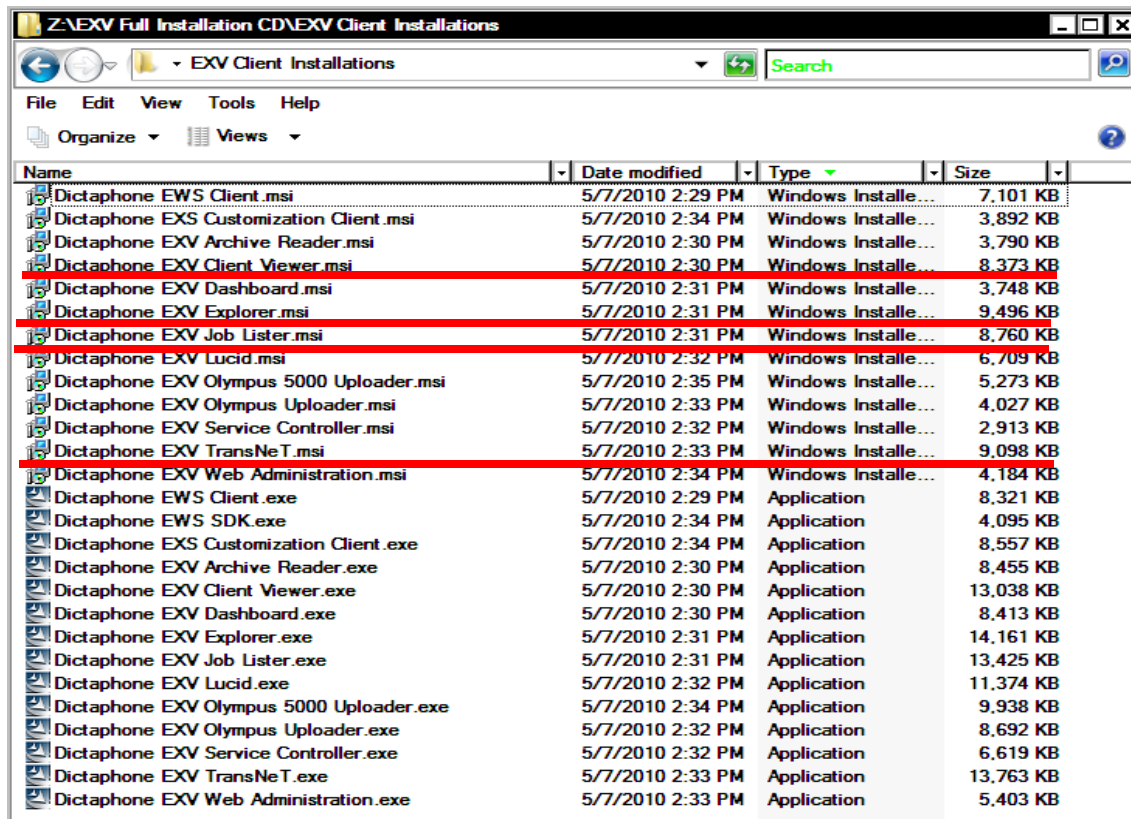 Z:\EXV Full Installation CD\EXV Client Installations
EXV Client Installations Search
File Edit View Tools Help
Organize Views
Name Date modified Type Size
Dictaphone EWS Client.msi 5/7/2010 2:29 PM Windows Installe... 7,101 KB
Dictaphone EXS Customization Client.msi 5/7/2010 2:34 PM Windows Installe... 3,892 KB
Dictaphone EXV Archive Reader.msi 5/7/2010 2:30 PM Windows Installe... 3,790 KB
Dictaphone EXV Client Viewer.msi 5/7/2010 2:30 PM Windows Installe... 8,373 KB
Dictaphone EXV Dashboard.msi 5/7/2010 2:31 PM Windows Installe... 3,748 KB
Dictaphone EXV Explorer.msi 5/7/2010 2:31 PM Windows Installe... 9,496 KB
Dictaphone EXV Job Lister.msi 5/7/2010 2:31 PM Windows Installe... 8,760 KB
Dictaphone EXV Lucid.msi 5/7/2010 2:32 PM Windows Installe... 6,709 KB
Dictaphone EXV Olympus 5000 Uploader.msi 5/7/2010 2:35 PM Windows Installe... 5,273 KB
Dictaphone EXV Olympus Uploader.msi 5/7/2010 2:33 PM Windows Installe... 4,027 KB
Dictaphone EXV Service Controller.msi 5/7/2010 2:32 PM Windows Installe... 2,913 KB
Dictaphone EXV TransNeT.msi 5/7/2010 2:33 PM Windows Installe... 9,098 KB
Dictaphone EXV Web Administration.msi 5/7/2010 2:34 PM Windows Installe... 4,184 KB
Dictaphone EWS Client.exe 5/7/2010 2:29 PM Application 8,321 KB
Dictaphone EWS SDK.exe 5/7/2010 2:34 PM Application 4,095 KB
Dictaphone EXS Customization Client.exe 5/7/2010 2:34 PM Application 8,557 KB
Dictaphone EXV Archive Reader.exe 5/7/2010 2:30 PM Application 8,455 KB
Dictaphone EXV Client Viewer.exe 5/7/2010 2:30 PM Application 13,038 KB
Dictaphone EXV Dashboard.exe 5/7/2010 2:30 PM Application 8,413 KB
Dictaphone EXV Explorer.exe 5/7/2010 2:31 PM Application 14,161 KB
Dictaphone EXV Job Lister.exe 5/7/2010 2:31 PM Application 13,425 KB
Dictaphone EXV Lucid.exe 5/7/2010 2:32 PM Application 11,374 KB
Dictaphone EXV Olympus 5000 Uploader.exe 5/7/2010 2:34 PM Application 9,938 KB
Dictaphone EXV Olympus Uploader.exe 5/7/2010 2:32 PM Application 8,692 KB
Dictaphone EXV Service Controller.exe 5/7/2010 2:32 PM Application 6,619 KB
Dictaphone EXV TransNeT.exe 5/7/2010 2:33 PM Application 13,763 KB
Dictaphone EXV Web Administration.exe 5/7/2010 2:33 PM Application 5,403 KB